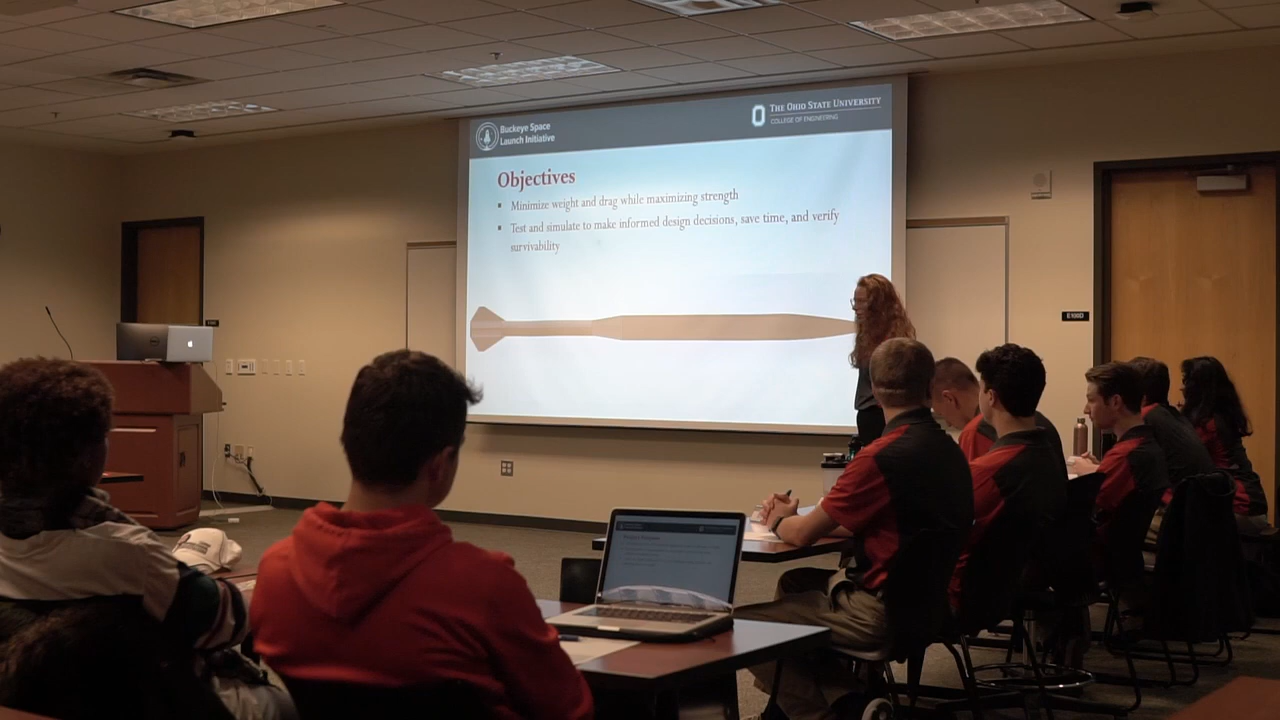 Buckeye Space
Launch Initiative
THE OHIO STATE UNIVERSITY
COLLEGE OF ENGINEERING
Objectives
▪ Minimize weight and drag while maximizing strength
▪ Test and simulate to make informed design decisions, save time, and verify
survivability